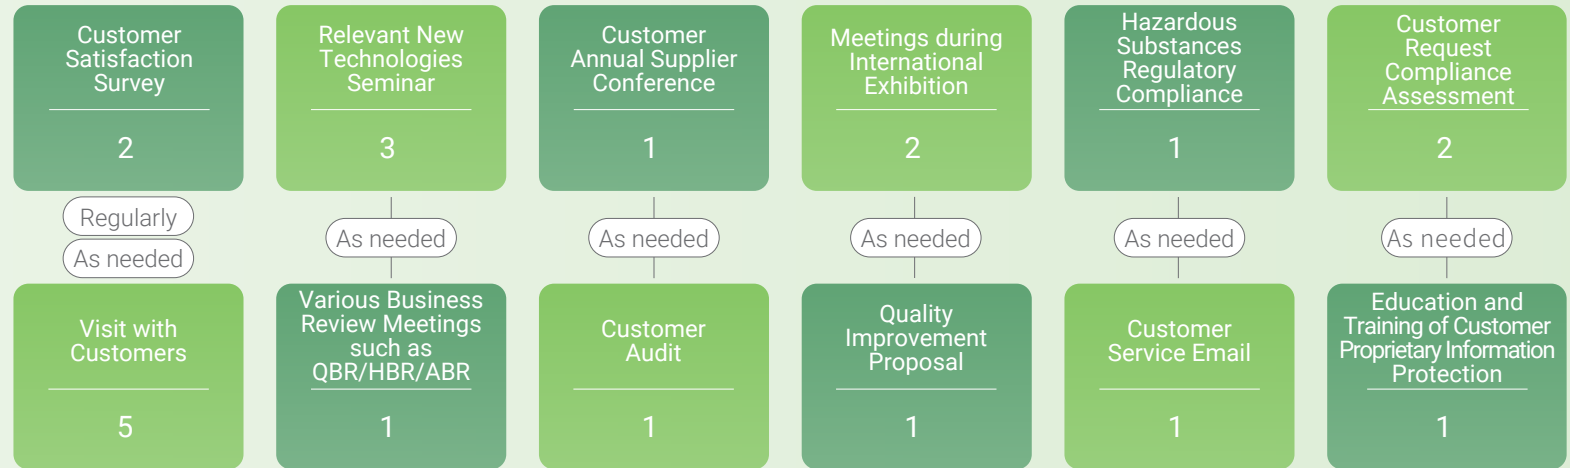 Customer
Satisfaction
Survey
2
Relevant New
Technologies
Seminar
3
Customer
Annual Supplier
Conference
1
Meetings during
International
Exhibition
2
Hazardous
Substances
Regulatory
Compliance
1
Customer
Request
Compliance
Assessment
2
Regularly
As needed
As needed
As needed
As needed
As needed
As needed
Visit with
Customers
5
Various Business
Review Meetings
such as
QBR/HBR/ABR
1
Customer
Audit
1
Quality
Improvement
Proposal
1
Customer
Service Email
1
Education and
Training of Customer
Proprietary Information
Protection
1